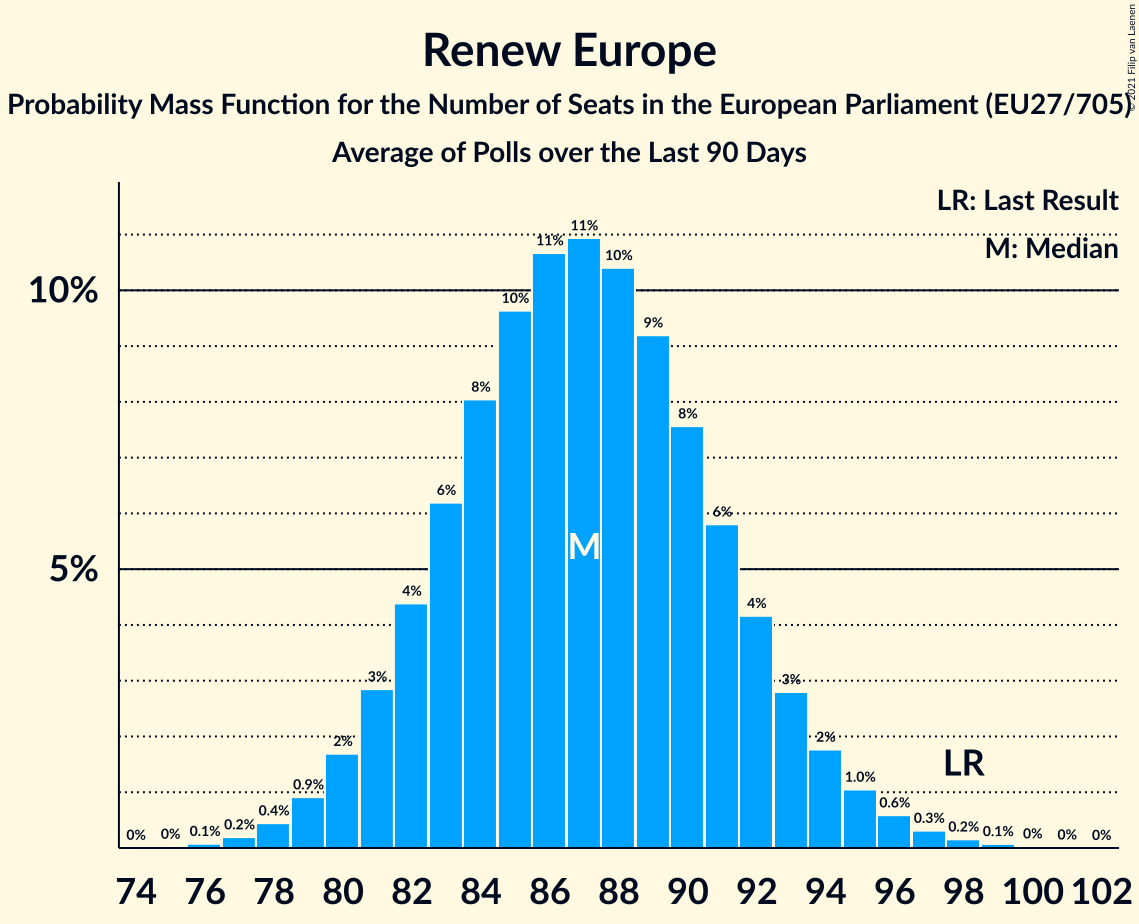 Renew Europe
Probability Mass Function for the Number of Seats in the European Parliament (EU27/705)
Average of Polls over the Last 90 Days
© 2021 Filip van Laenen
LR: Last Result
M: Median
10%
5%
0% 0% 0.1% 0.2% 0.4% 0.9% 2% 3% 4% 6% 8% 10% 11% 11% 10% 9% 8% 6% 4% 3% 2% 1.0% 0.6% 0.3% 0.2% 0.1% 0% 0% 0%
M
LR
74 76 78 80 82 84 86 88 90 92 94 96 98 100 102